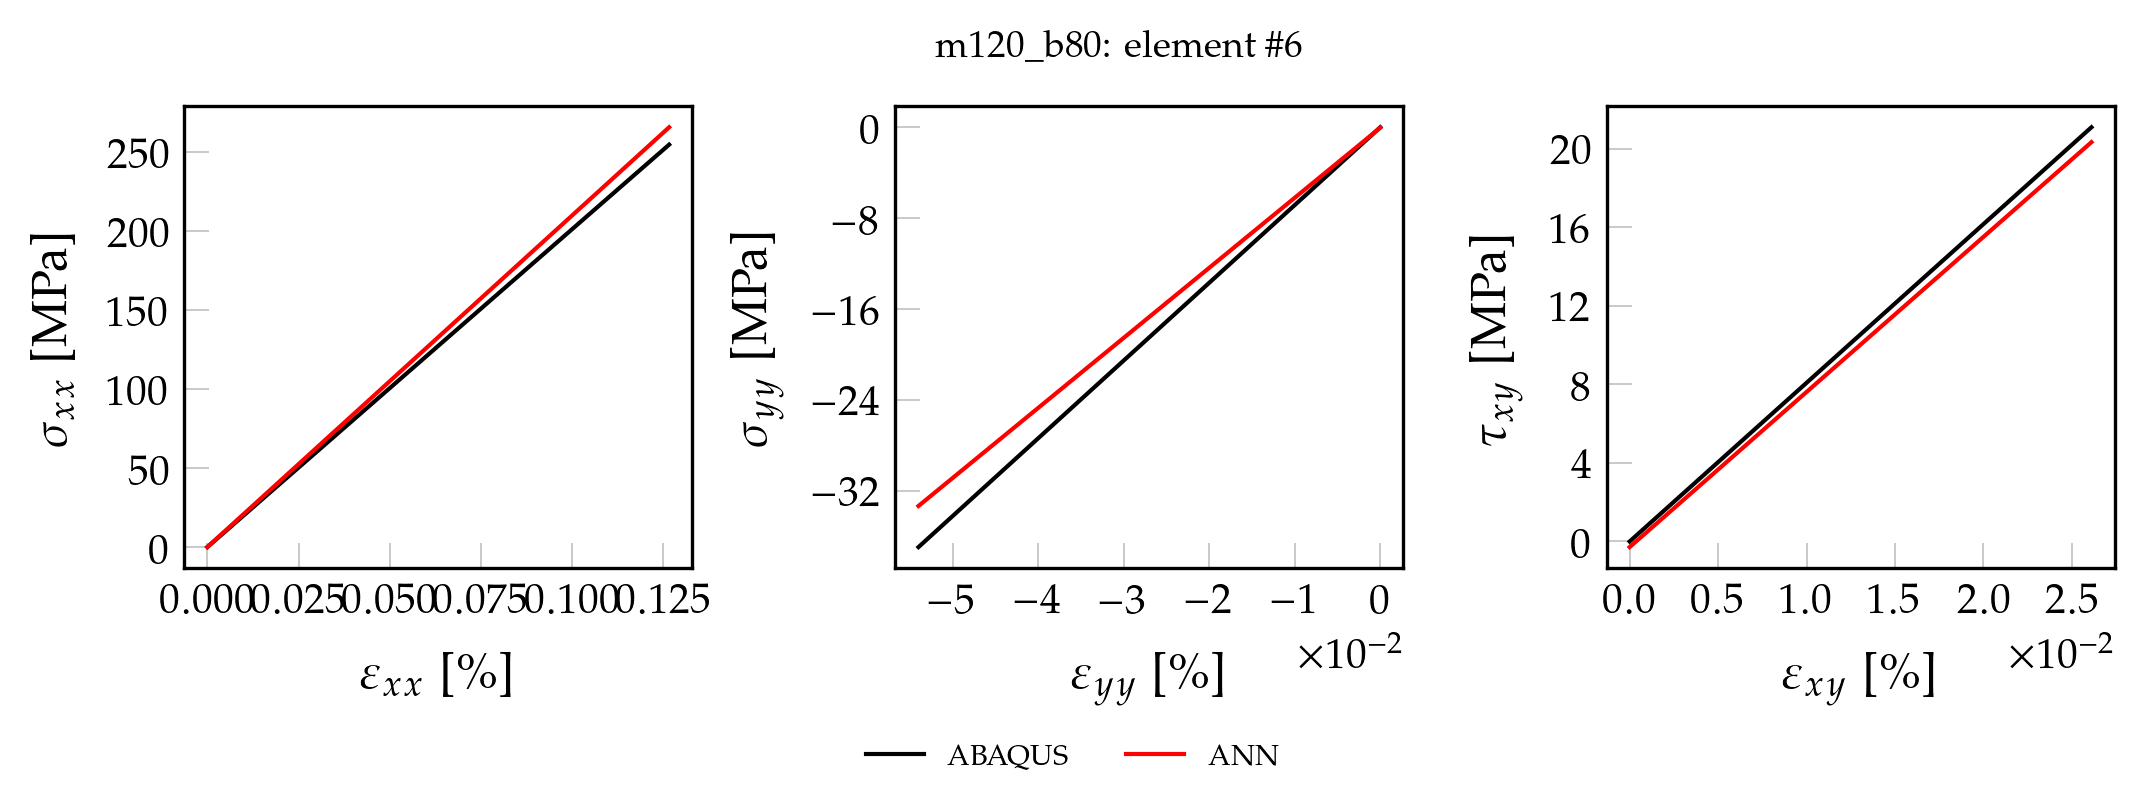 m120_b80: element #6
250
200
150
100
50
0
σxx [MPa]
0.000 0.025 0.050 0.075 0.100 0.125
εxx [%]
0
−8
−16
−24
−32
σyy [MPa]
−5 −4 −3 −2 −1 0
×10−2
εyy [%]
20
16
12
8
4
0
τxy [MPa]
0.0 0.5 1.0 1.5 2.0 2.5
×10−2
εxy [%]
ABAQUS ANN